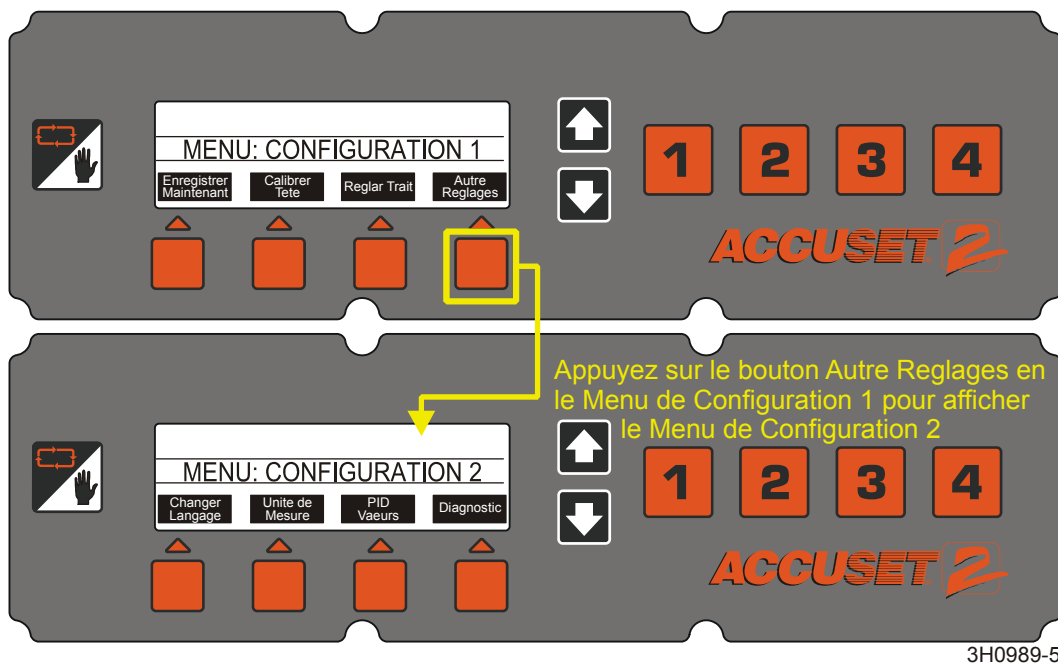 MENU: CONFIGURATION 1
Enregistrer
Maintenant
Calibrer
Tete
Reglar Trait
Autre
Reglages
1 2 3 4
ACCUSET 2
Appuyez sur le bouton Autre Reglages en
le Menu de Configuration 1 pour afficher
le Menu de Configuration 2
MENU: CONFIGURATION 2
Changer
Langage
Unite de
Mesure
PID
Vaeurs
Diagnostic
1 2 3 4
ACCUSET 2
3H0989-5